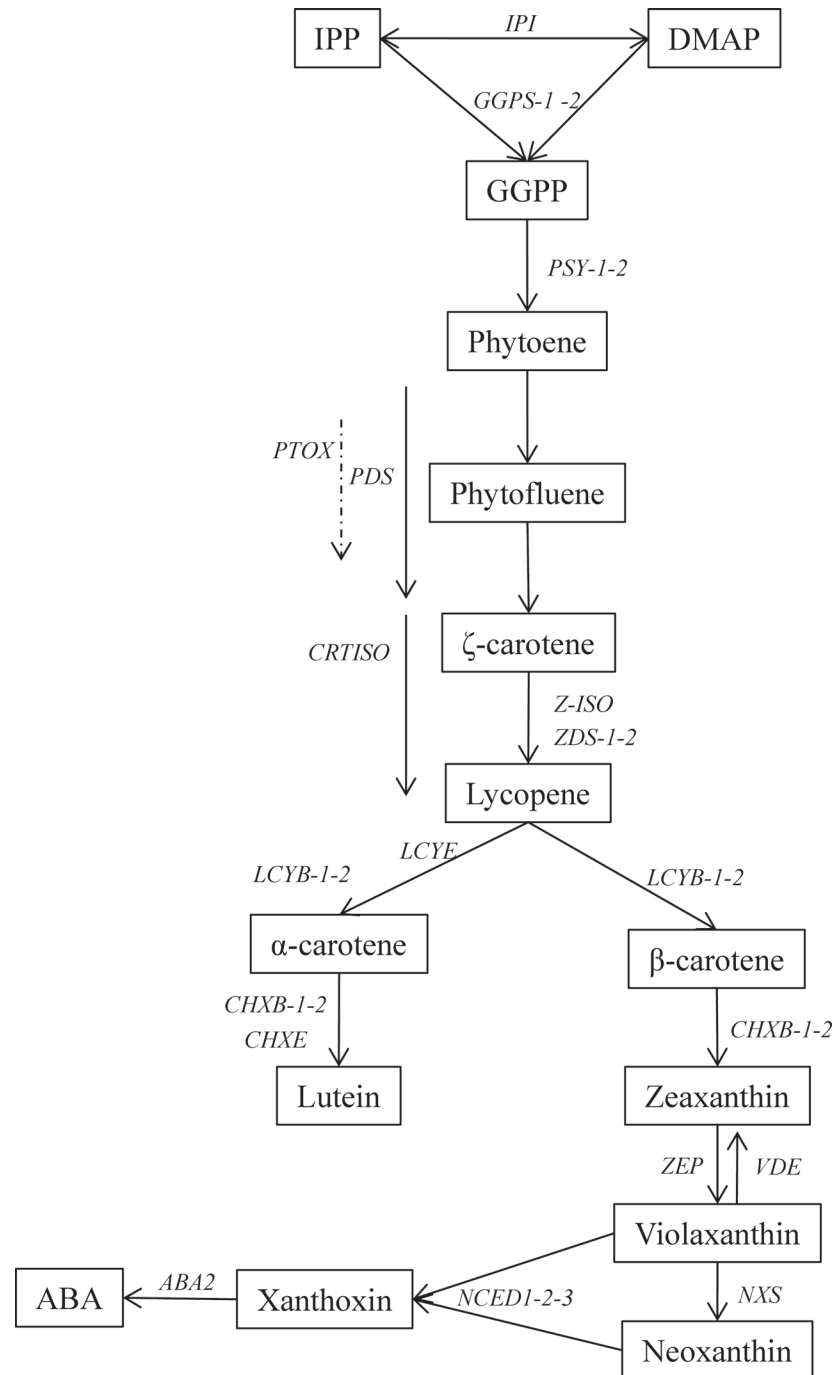 IPP
IPI
DMAP
GGPS-1 -2
GGPP
PSY-1-2
Phytoene
PTOX
PDS
Phytofluene
ζ-carotene
CRTISO
Z-ISO
ZDS-1-2
Lycopene
LCYE
LCYB-1-2
LCYB-1-2
α-carotene
β-carotene
CHXB-1-2
CHXE
CHXB-1-2
Lutein
Zeaxanthin
ZEP
VDE
Violaxanthin
ABA
ABA2
Xanthoxin
NCED1-2-3
NXS
Neoxanthin